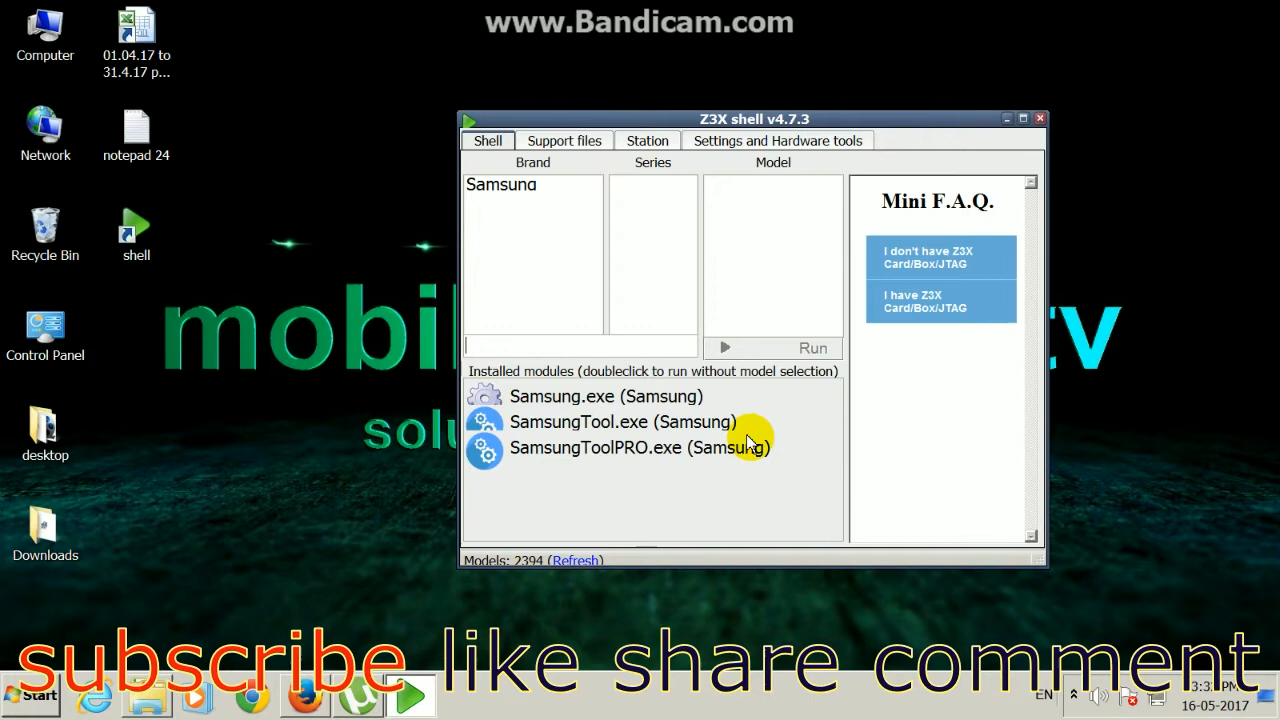 www.Bandicam.com
Computer
01.04.17 to
31.4.17 p...
Network
notepad 24
Recycle Bin
shell
Control Panel
desktop
Downloads
mobil
tv
solu
Z3X shell v4.7.3
Shell
Support files
Station
Settings and Hardware tools
Brand
Series
Model
Samsung
Run
Mini F.A.Q.
I don't have Z3X
Card/Box/JTAG
I have Z3X
Card/Box/JTAG
Installed modules (doubleclick to run without model selection)
Samsung.exe (Samsung)
SamsungTool.exe (Samsung)
SamsungToolPRO.exe (Samsung)
Models: 2394 (Refresh)
subscribe like share comment
Start
EN
16-05-2017